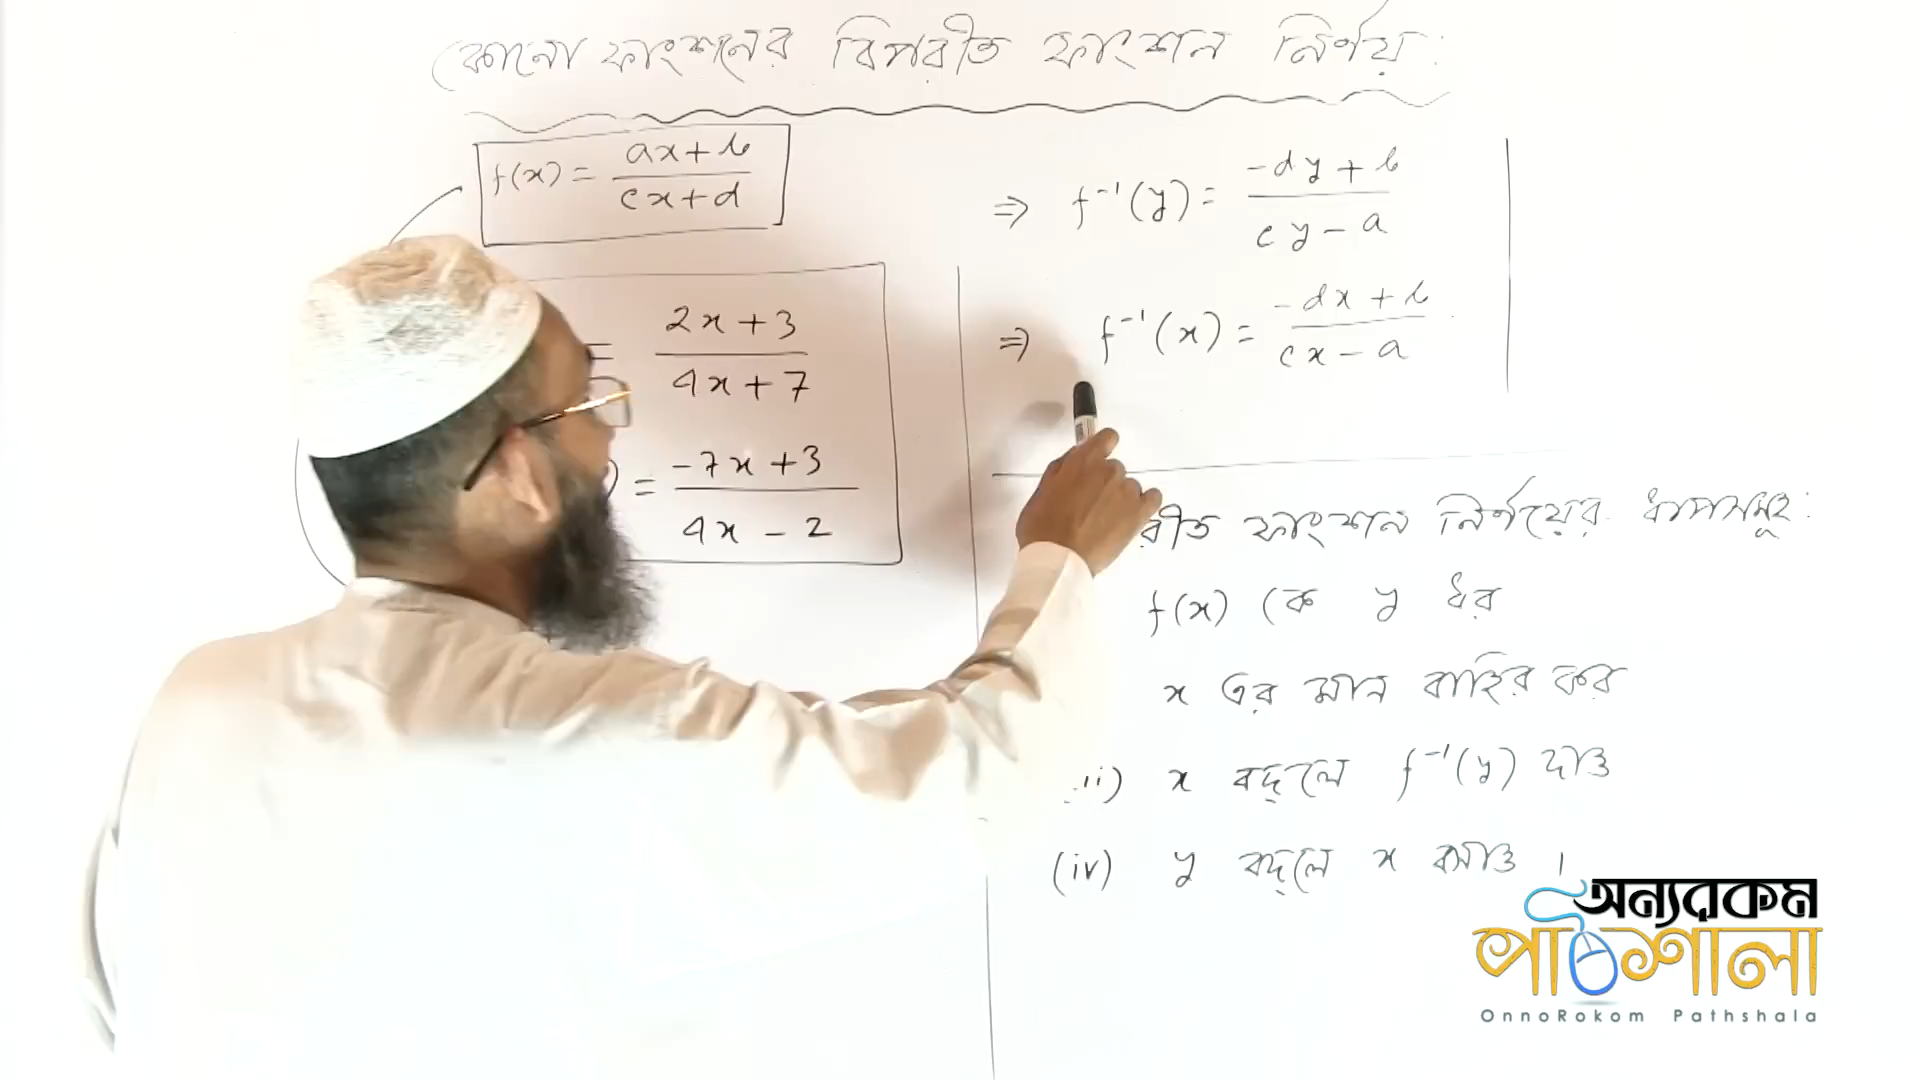 কোনো ফাংশনের বিপরীত ফাংশন নির্ণয় :
f(x) = (ax+b)/(cx+d)
= (2x+3)/(4x+7)
) = (-7x+3)/(4x-2)
⇒ f⁻¹(y) = (-dy+b)/(cy-a)
⇒ f⁻¹(x) = (-dx+b)/(cx-a)
রীত ফাংশন নির্ণয়ের ধাপসমূহ :
f(x) কে y ধর
x এর মান বাহির কর
ii) x বদলে f⁻¹(y) দাও
(iv) y বদলে x বসাও ।
অন্যরকম
পাঠশালা
OnnoRokom Pathshala